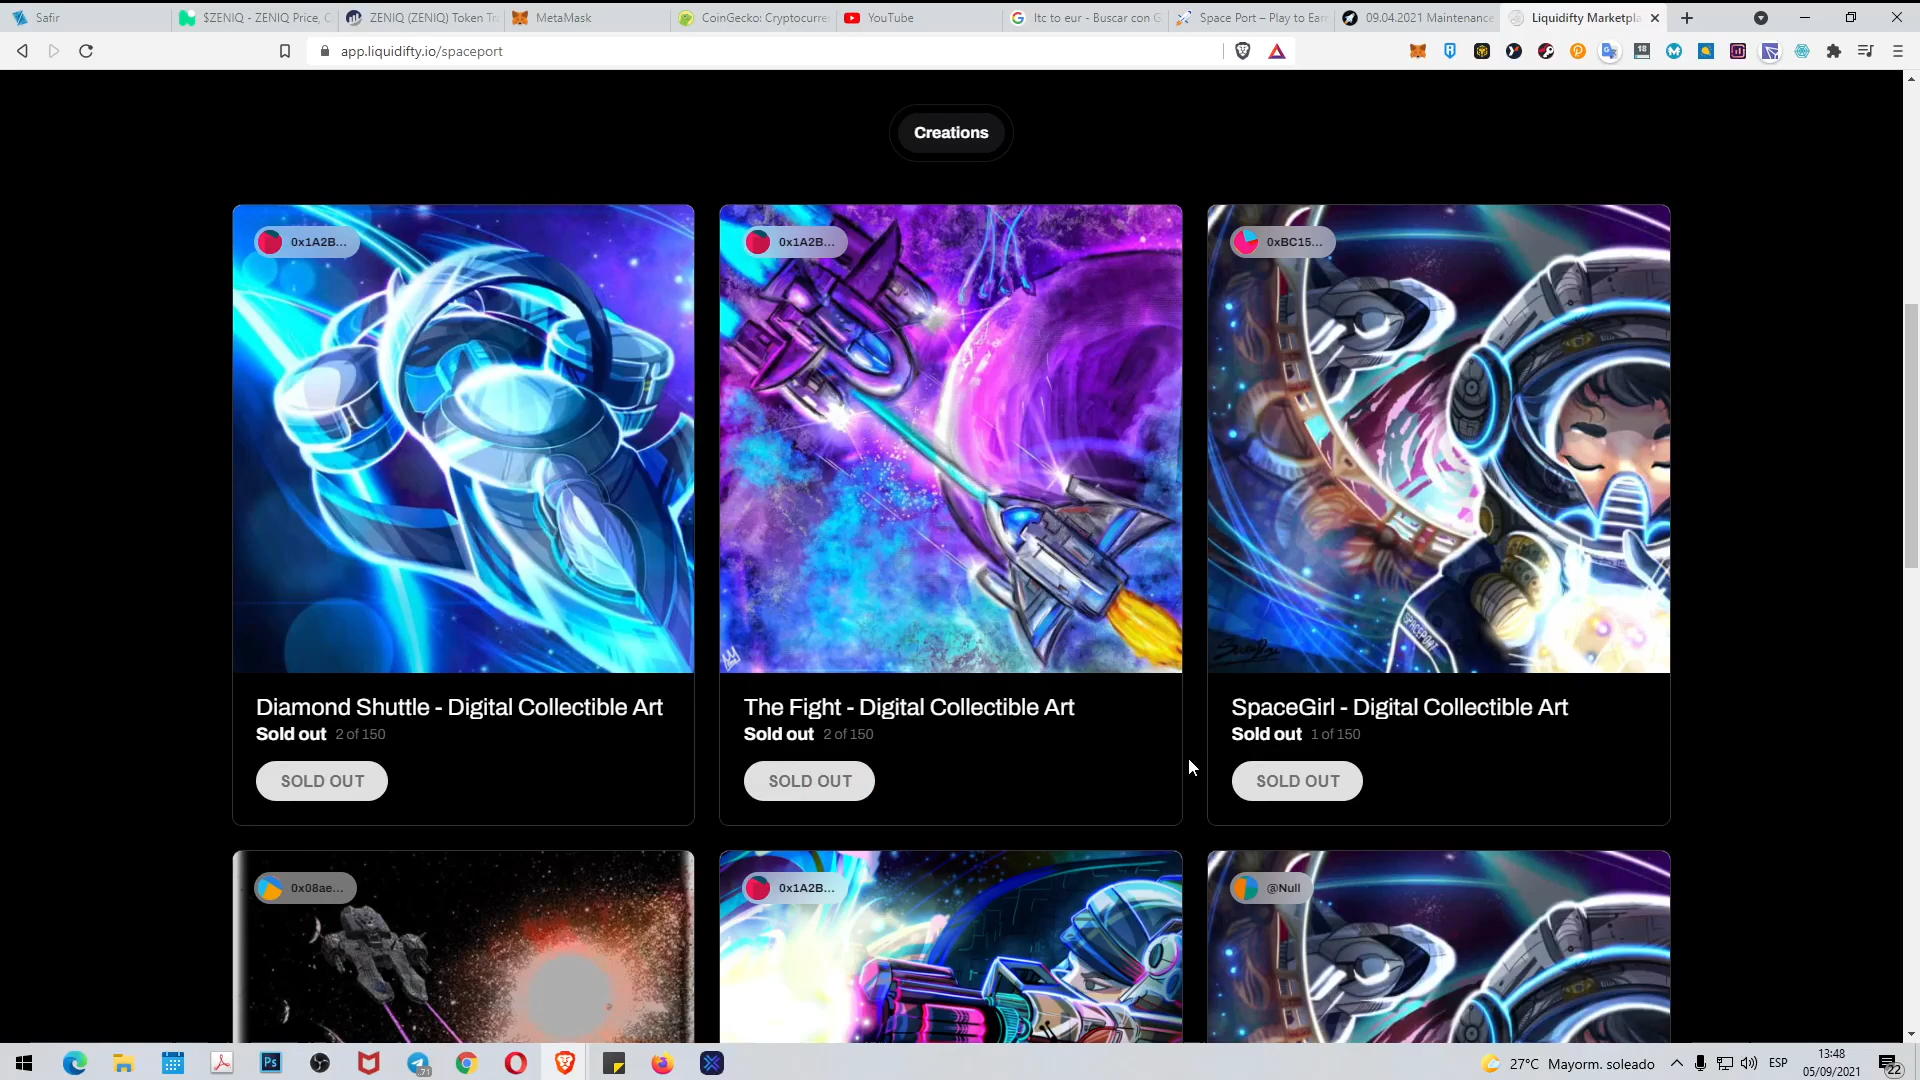 Safir
$ZENIQ - ZENIQ Price, C
ZENIQ (ZENIQ) Token Tr
MetaMask
CoinGecko: Cryptocurre
YouTube
ltc to eur - Buscar con G
Space Port – Play to Earn
09.04.2021 Maintenance
Liquidifty Marketpla
app.liquidifty.io/spaceport
18
Creations
0x1A2B...
0x1A2B...
0xBC15...
SPACEPORT
Diamond Shuttle - Digital Collectible Art
Sold out 2 of 150
SOLD OUT
The Fight - Digital Collectible Art
Sold out 2 of 150
SOLD OUT
SpaceGirl - Digital Collectible Art
Sold out 1 of 150
SOLD OUT
0x08ae...
0x1A2B...
@Null
Ps
71
27°C Mayorm. soleado
ESP
13:48
05/09/2021
22